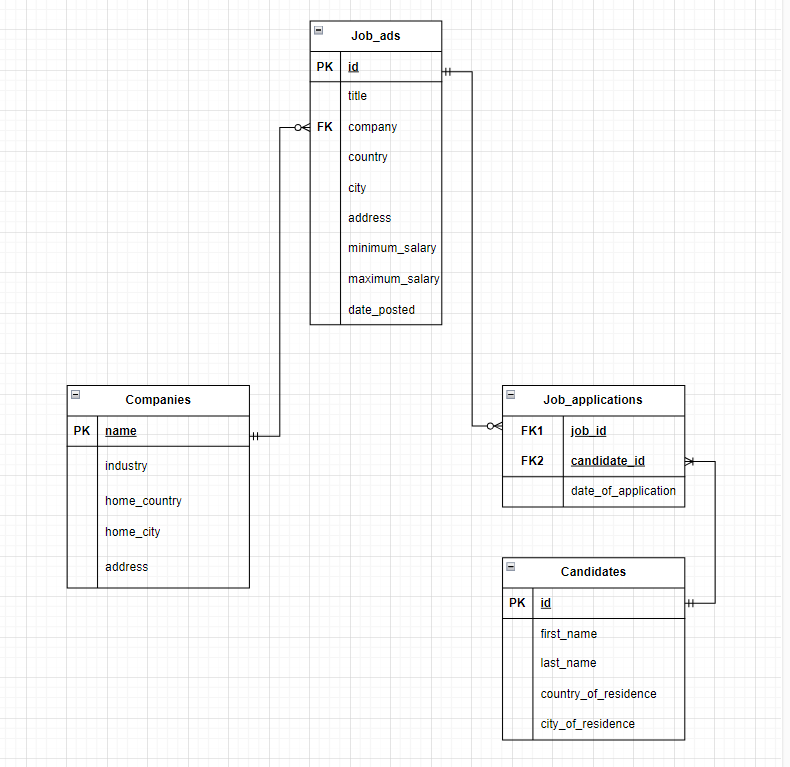 Job_ads
PK id
title
FK company
country
city
address
minimum_salary
maximum_salary
date_posted
Companies
PK name
industry
home_country
home_city
address
Job_applications
FK1 job_id
FK2 candidate_id
date_of_application
Candidates
PK id
first_name
last_name
country_of_residence
city_of_residence